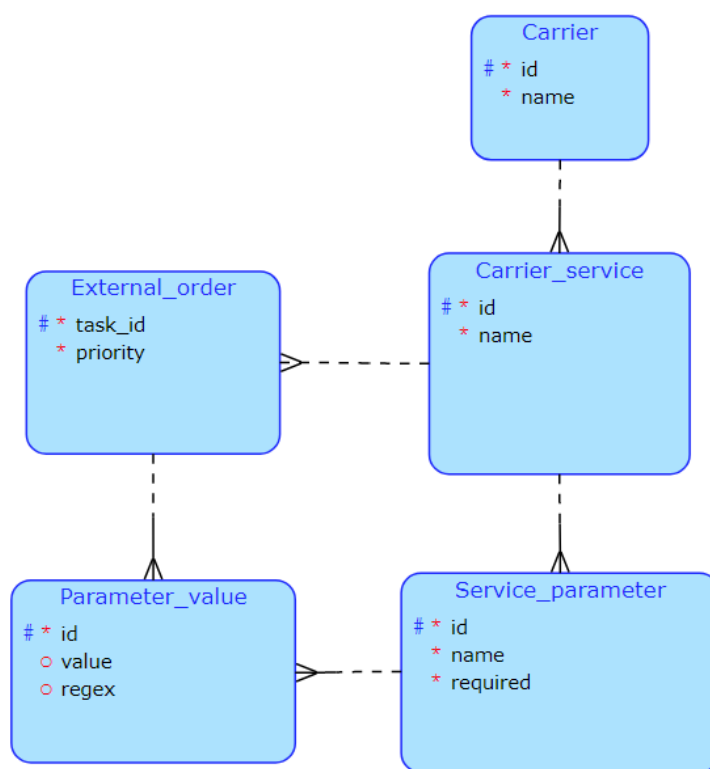 Carrier
# * id
* name
External_order
# * task_id
* priority
Carrier_service
# * id
* name
Parameter_value
# * id
o value
o regex
Service_parameter
# * id
* name
* required